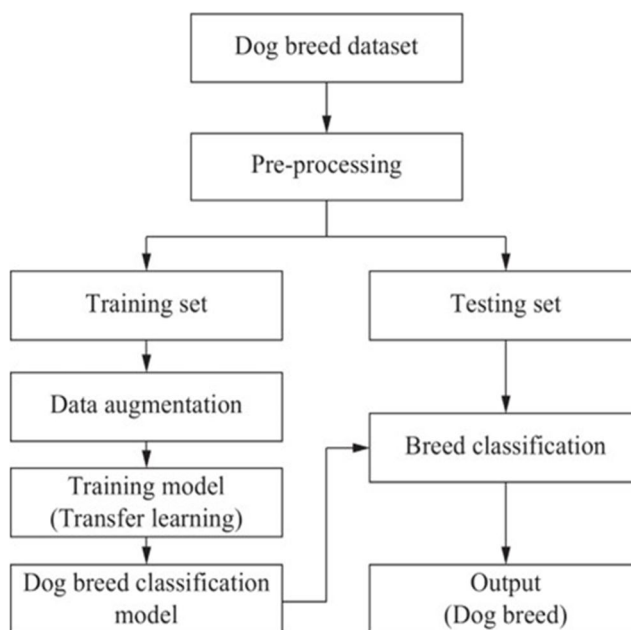 Dog breed dataset
Pre-processing
Training set
Testing set
Data augmentation
Breed classification
Training model
(Transfer learning)
Dog breed classification
model
Output
(Dog breed)